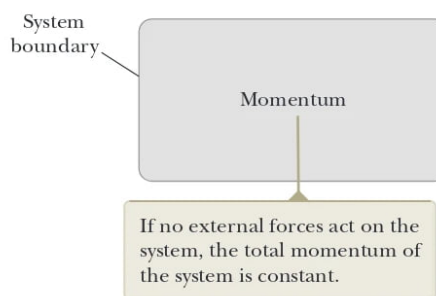 System
boundary
Momentum
If no external forces act on the
system, the total momentum of
the system is constant.